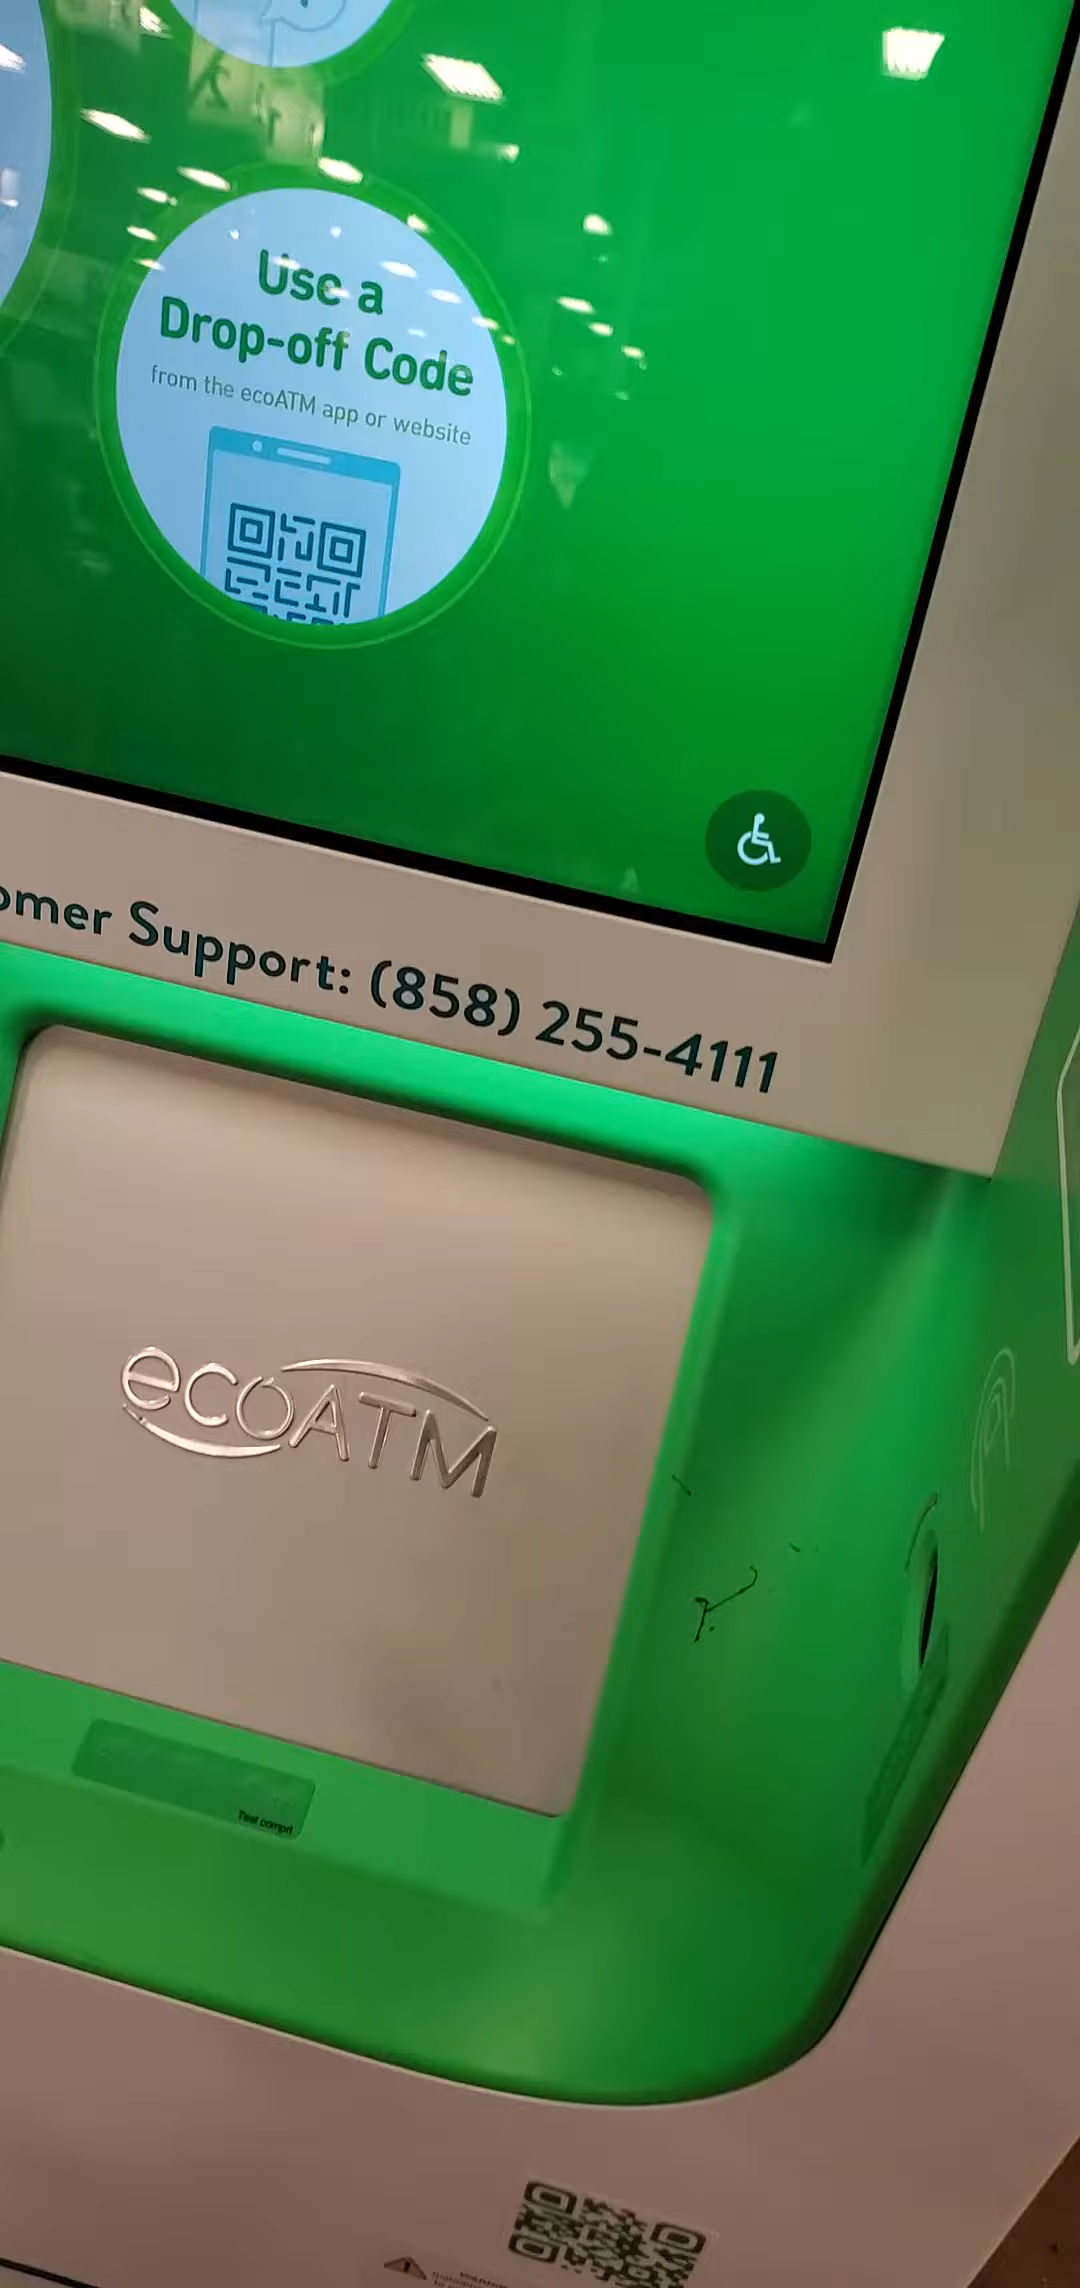 Use a
Drop-off Code
from the ecoATM app or website
omer Support: (858) 255-4111
ecoATM